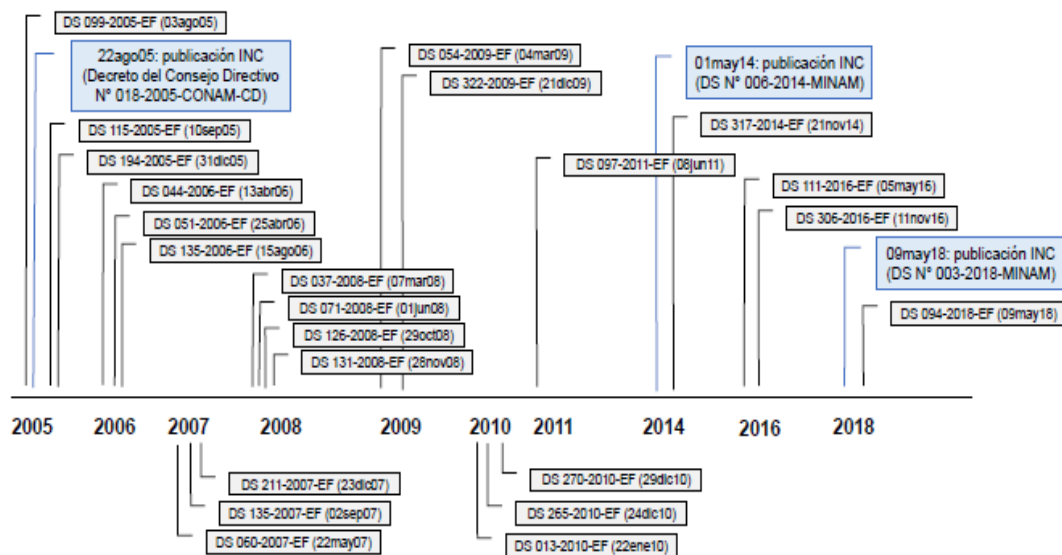 DS 099-2005-EF (03ago05)
22ago05: publicación INC
(Decreto del Consejo Directivo
N° 018-2005-CONAM-CD)
DS 115-2005-EF (10sep05)
DS 194-2005-EF (31dic05)
DS 044-2006-EF (13abr06)
DS 051-2006-EF (25abr06)
DS 135-2006-EF (15ago06)
DS 037-2008-EF (07mar08)
DS 071-2008-EF (01jun08)
DS 126-2008-EF (29oct08)
DS 131-2008-EF (28nov08)
DS 054-2009-EF (04mar09)
DS 322-2009-EF (21dic09)
DS 097-2011-EF (08jun11)
01may14: publicación INC
(DS N° 006-2014-MINAM)
DS 317-2014-EF (21nov14)
DS 111-2016-EF (05may16)
DS 306-2016-EF (11nov16)
09may18: publicación INC
(DS N° 003-2018-MINAM)
DS 094-2018-EF (09may18)
2005 2006 2007 2008 2009 2010 2011 2014 2016 2018
DS 211-2007-EF (23dic07)
DS 135-2007-EF (02sep07)
DS 060-2007-EF (22may07)
DS 270-2010-EF (29dic10)
DS 265-2010-EF (24dic10)
DS 013-2010-EF (22ene10)